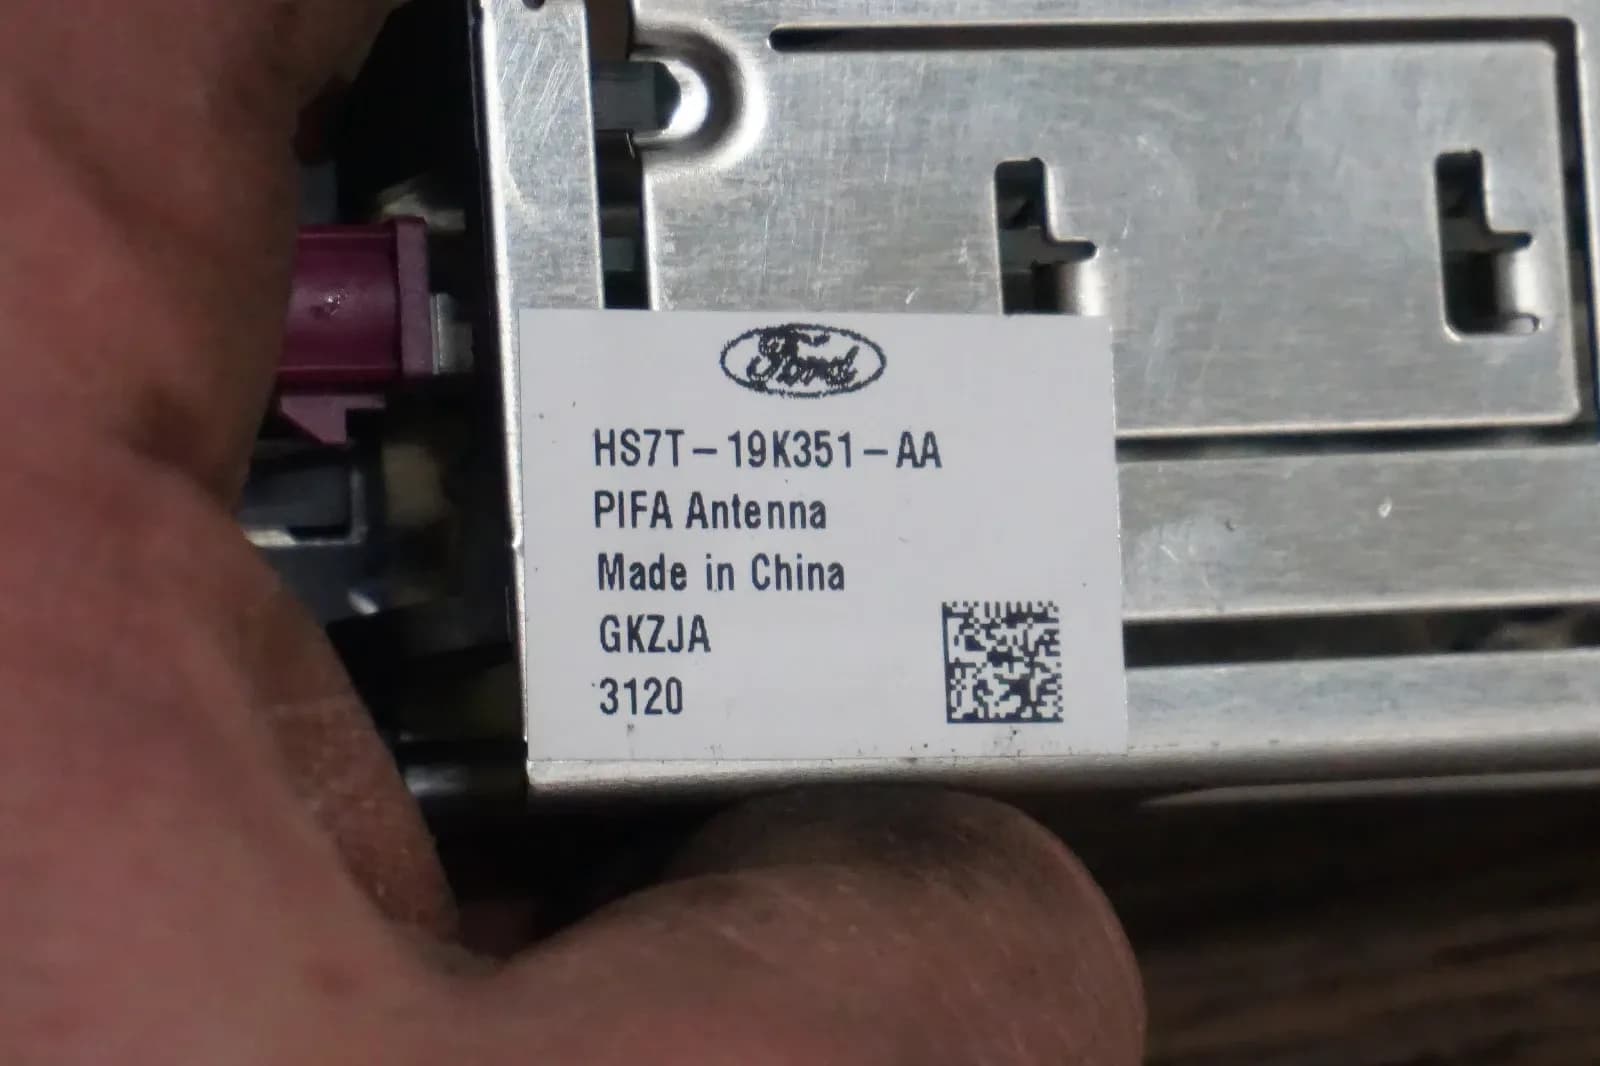 Ford
HS7T-19K351-AA
PIFA Antenna
Made in China
GKZJA
3120